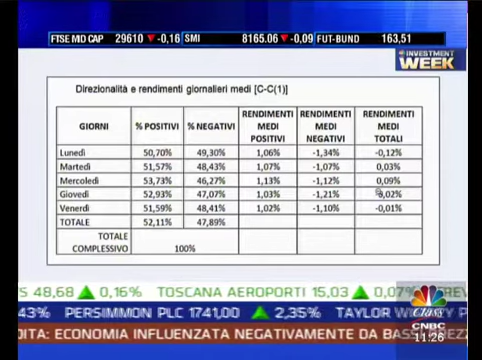 FTSE MID CAP 29610 ▼ -0,16 SMI 8165.06 ▼ -0,09 FUT-BUND 163,51
INVESTMENT
WEEK
Direzionalità e rendimenti giornalieri medi [C-C(1)]
GIORNI % POSITIVI % NEGATIVI RENDIMENTI MEDI POSITIVI RENDIMENTI MEDI NEGATIVI RENDIMENTI MEDI TOTALI
Lunedì 50,70% 49,30% 1,06% -1,34% -0,12%
Martedì 51,57% 48,43% 1,07% -1,07% 0,03%
Mercoledì 53,73% 46,27% 1,13% -1,12% 0,09%
Giovedì 52,93% 47,07% 1,03% -1,21% 0,02%
Venerdì 51,59% 48,41% 1,02% -1,10% -0,01%
TOTALE 52,11% 47,89%
TOTALE COMPLESSIVO 100%
S 48,68 ▲ 0,16% TOSCANA AEROPORTI 15,03 ▲ 0,07%
43% PERSIMMON PLC 1741,00 ▲ 2,35% TAYLOR
DITA: ECONOMIA INFLUENZATA NEGATIVAMENTE DA BASS
CLASS
CNBC
11:26